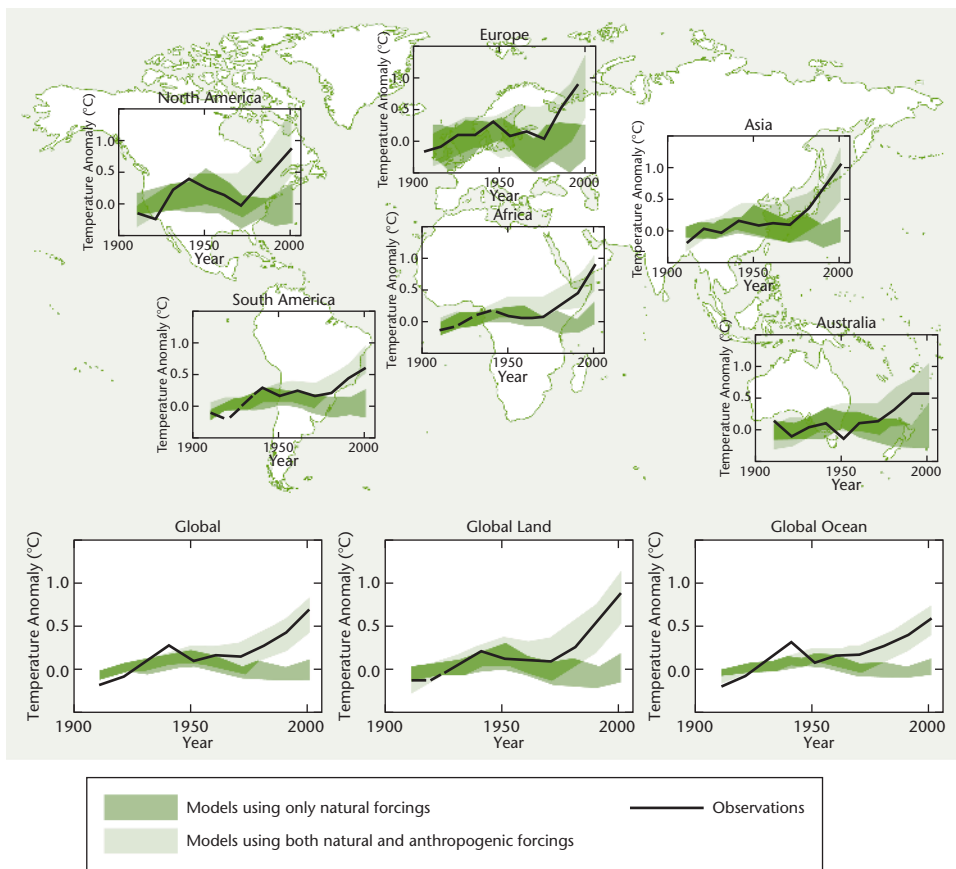 Europe
Temperature Anomaly (°C)
1.0
0.5
0.0
1900
1950
2000
Year
North America
Temperature Anomaly (°C)
1.0
0.5
0.0
1900
1950
2000
Year
Asia
Temperature Anomaly (°C)
1.0
0.5
0.0
1900
1950
2000
Year
Africa
Temperature Anomaly (°C)
1.0
0.5
0.0
1900
1950
2000
Year
South America
Temperature Anomaly (°C)
1.0
0.5
0.0
1900
1950
2000
Year
Australia
Temperature Anomaly (°C)
1.0
0.5
0.0
1900
1950
2000
Year
Global
Temperature Anomaly (°C)
1.0
0.5
0.0
1900
1950
2000
Year
Global Land
Temperature Anomaly (°C)
1.0
0.5
0.0
1900
1950
2000
Year
Global Ocean
Temperature Anomaly (°C)
1.0
0.5
0.0
1900
1950
2000
Year
Models using only natural forcings
Observations
Models using both natural and anthropogenic forcings